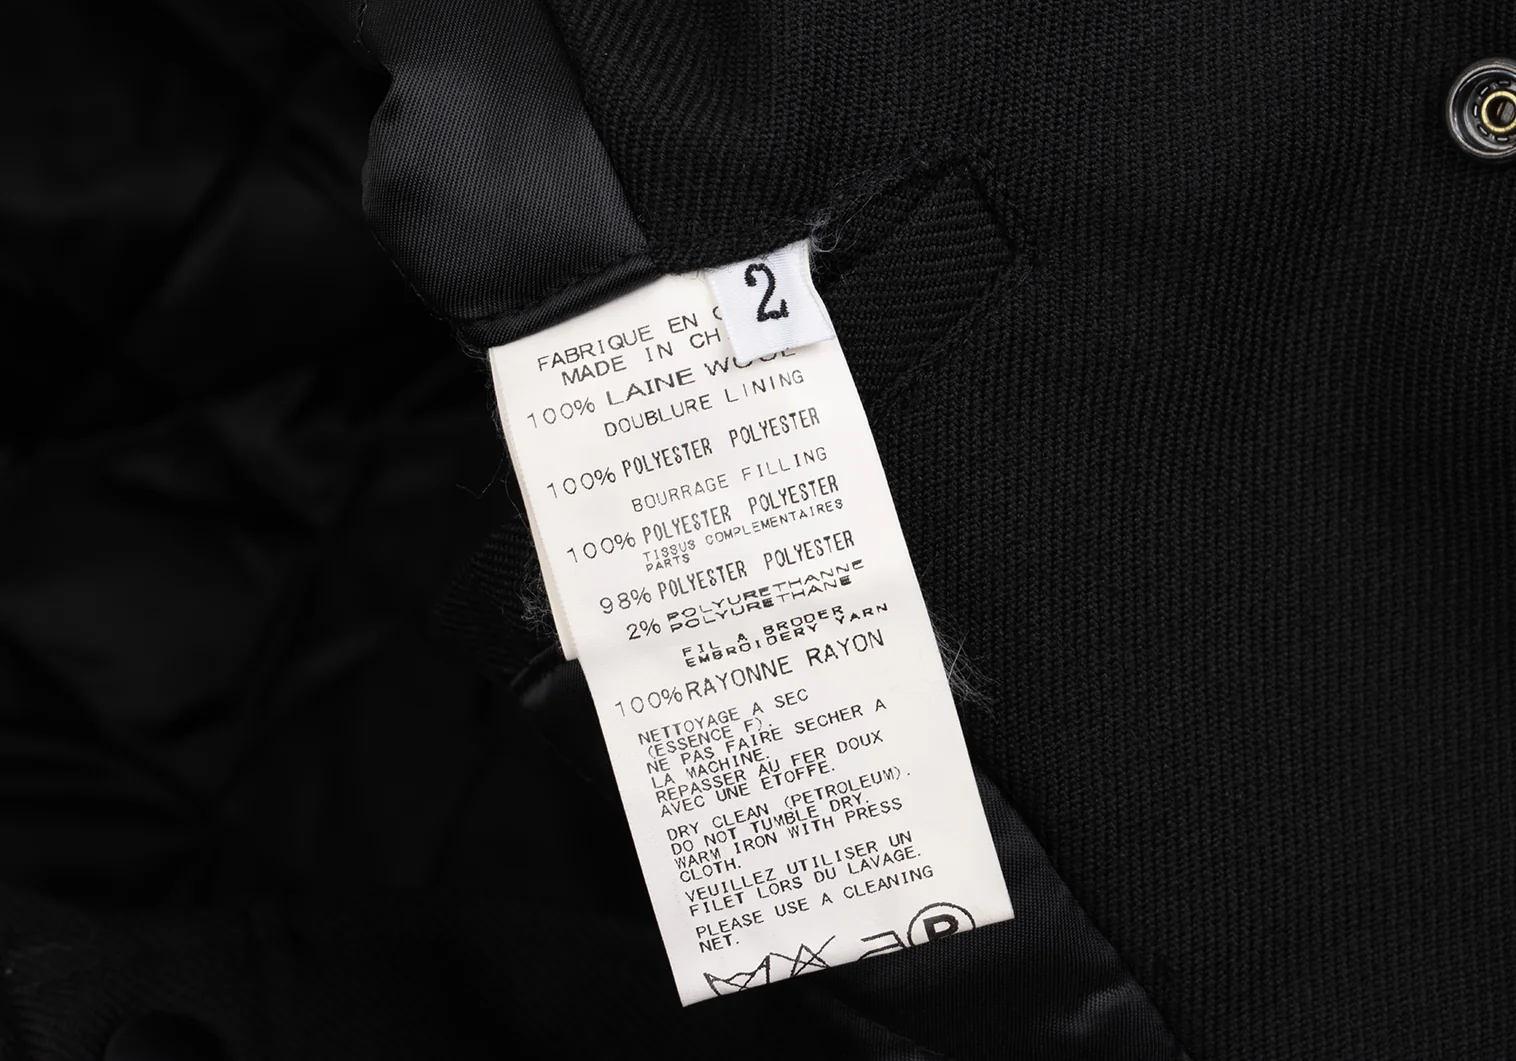 2
FABRIQUE EN
MADE IN CH
100% LAINE WOOL
DOUBLURE LINING
100% POLYESTER POLYESTER
BOURRAGE FILLING
100% POLYESTER POLYESTER
TISSUS COMPLEMENTAIRES
PARTS
98% POLYESTER POLYESTER
2% POLYURETHANNE
POLYURETHANE
FIL A BRODER
EMBROIDERY YARN
100% RAYONNE RAYON
NETTOYAGE A SEC
(ESSENCE F).
NE PAS FAIRE SECHER A
LA MACHINE.
REPASSER AU FER DOUX
AVEC UNE ETOFFE.
DRY CLEAN (PETROLEUM).
DO NOT TUMBLE DRY.
WARM IRON WITH PRESS
CLOTH.
VEUILLEZ UTILISER UN
FILET LORS DU LAVAGE.
PLEASE USE A CLEANING
NET.
P